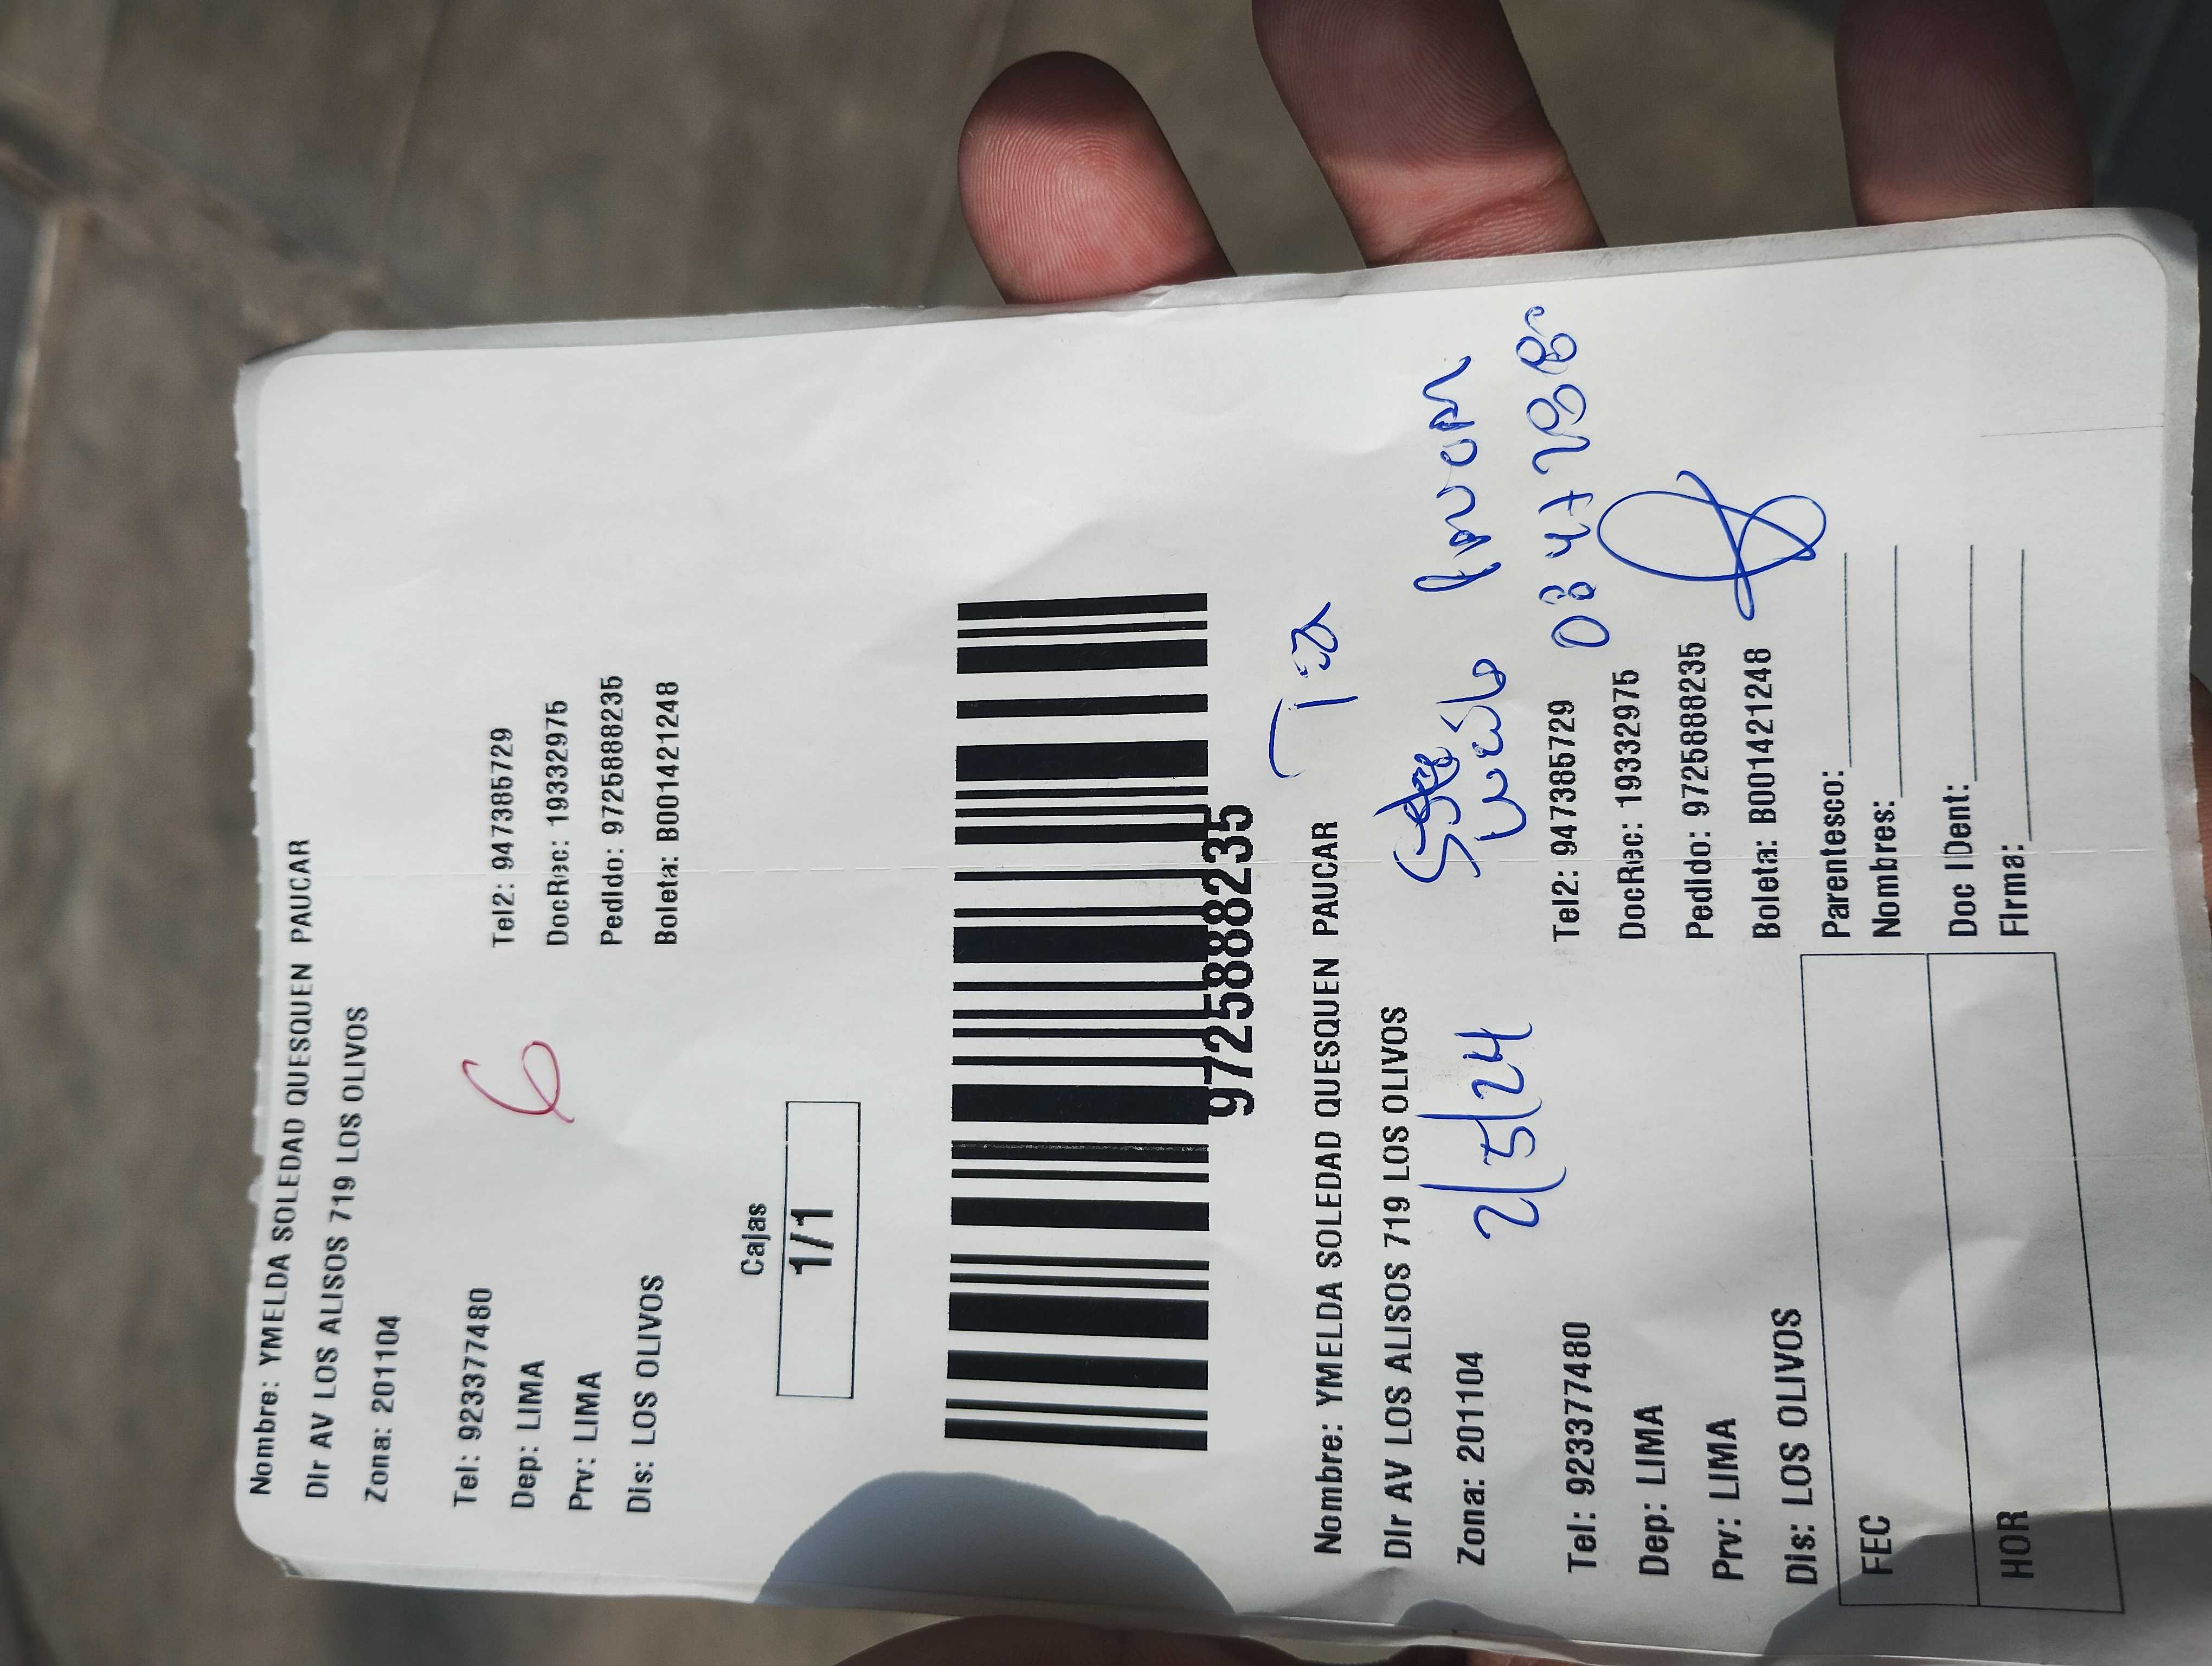 Nombre: YMELDA SOLEDAD QUESQUEN PAUCAR
DIr AV LOS ALISOS 719 LOS OLIVOS
Zona: 201104
Tel: 923377480 Tel2: 947385729
Dep: LIMA DocRec: 19332975
Prv: LIMA Pedido: 9725888235
Dis: LOS OLIVOS Boleta: B001421248
6
Cajas
1/1
9725888235
Nombre: YMELDA SOLEDAD QUESQUEN PAUCAR
Tia
DIr AV LOS ALISOS 719 LOS OLIVOS
Zona: 201104
2/5/24
Tel: 923377480 Tel2: 947385729
Dep: LIMA DocRec: 19332975
Prv: LIMA Pedido: 9725888235
Dis: LOS OLIVOS Boleta: B001421248
FEC Parentesco:
Nombres:
HOR Doc IDent:
Firma: